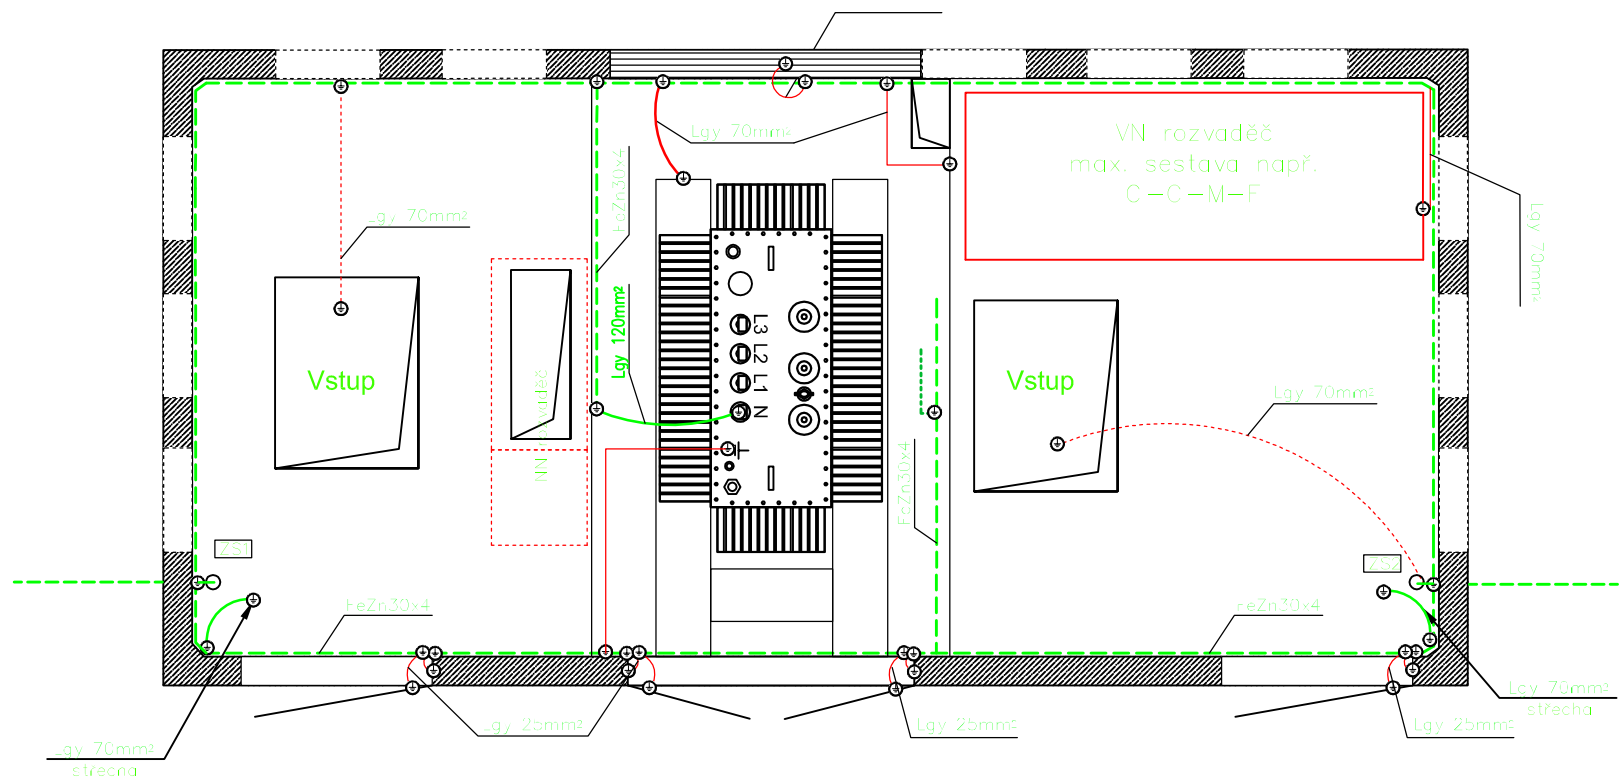 VN rozvaděč
max. sestava např.
C-C-M-F
Lgy 70mm²
FeZn30x4
Lgy 70mm²
Lgy 70mm²
Lgy 120mm²
L3
L2
L1
N
Vstup
Vstup
NN rozvaděč
Lgy 70mm²
FeZn30x4
ZS1
ZS2
FeZn30x4
FeZn30x4
Lgy 25mm²
Lgy 25mm²
Lgy 25mm²
Lgy 70mm²
střecha
Lgy 70mm²
střecha